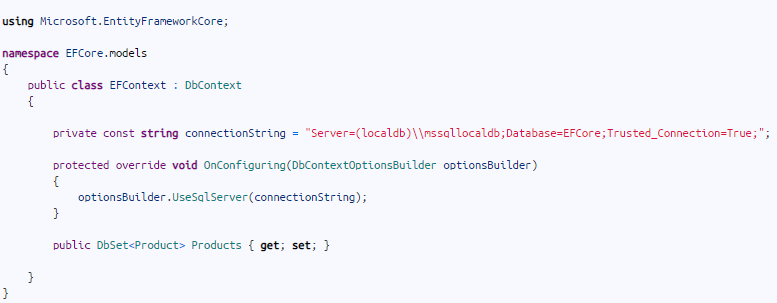 using Microsoft.EntityFrameworkCore;
namespace EFCore.models
{
public class EFContext : DbContext
{
private const string connectionString = "Server=(localdb)\\mssqllocaldb;Database=EFCore;Trusted_Connection=True;";
protected override void OnConfiguring(DbContextOptionsBuilder optionsBuilder)
{
optionsBuilder.UseSqlServer(connectionString);
}
public DbSet<Product> Products { get; set; }
}
}